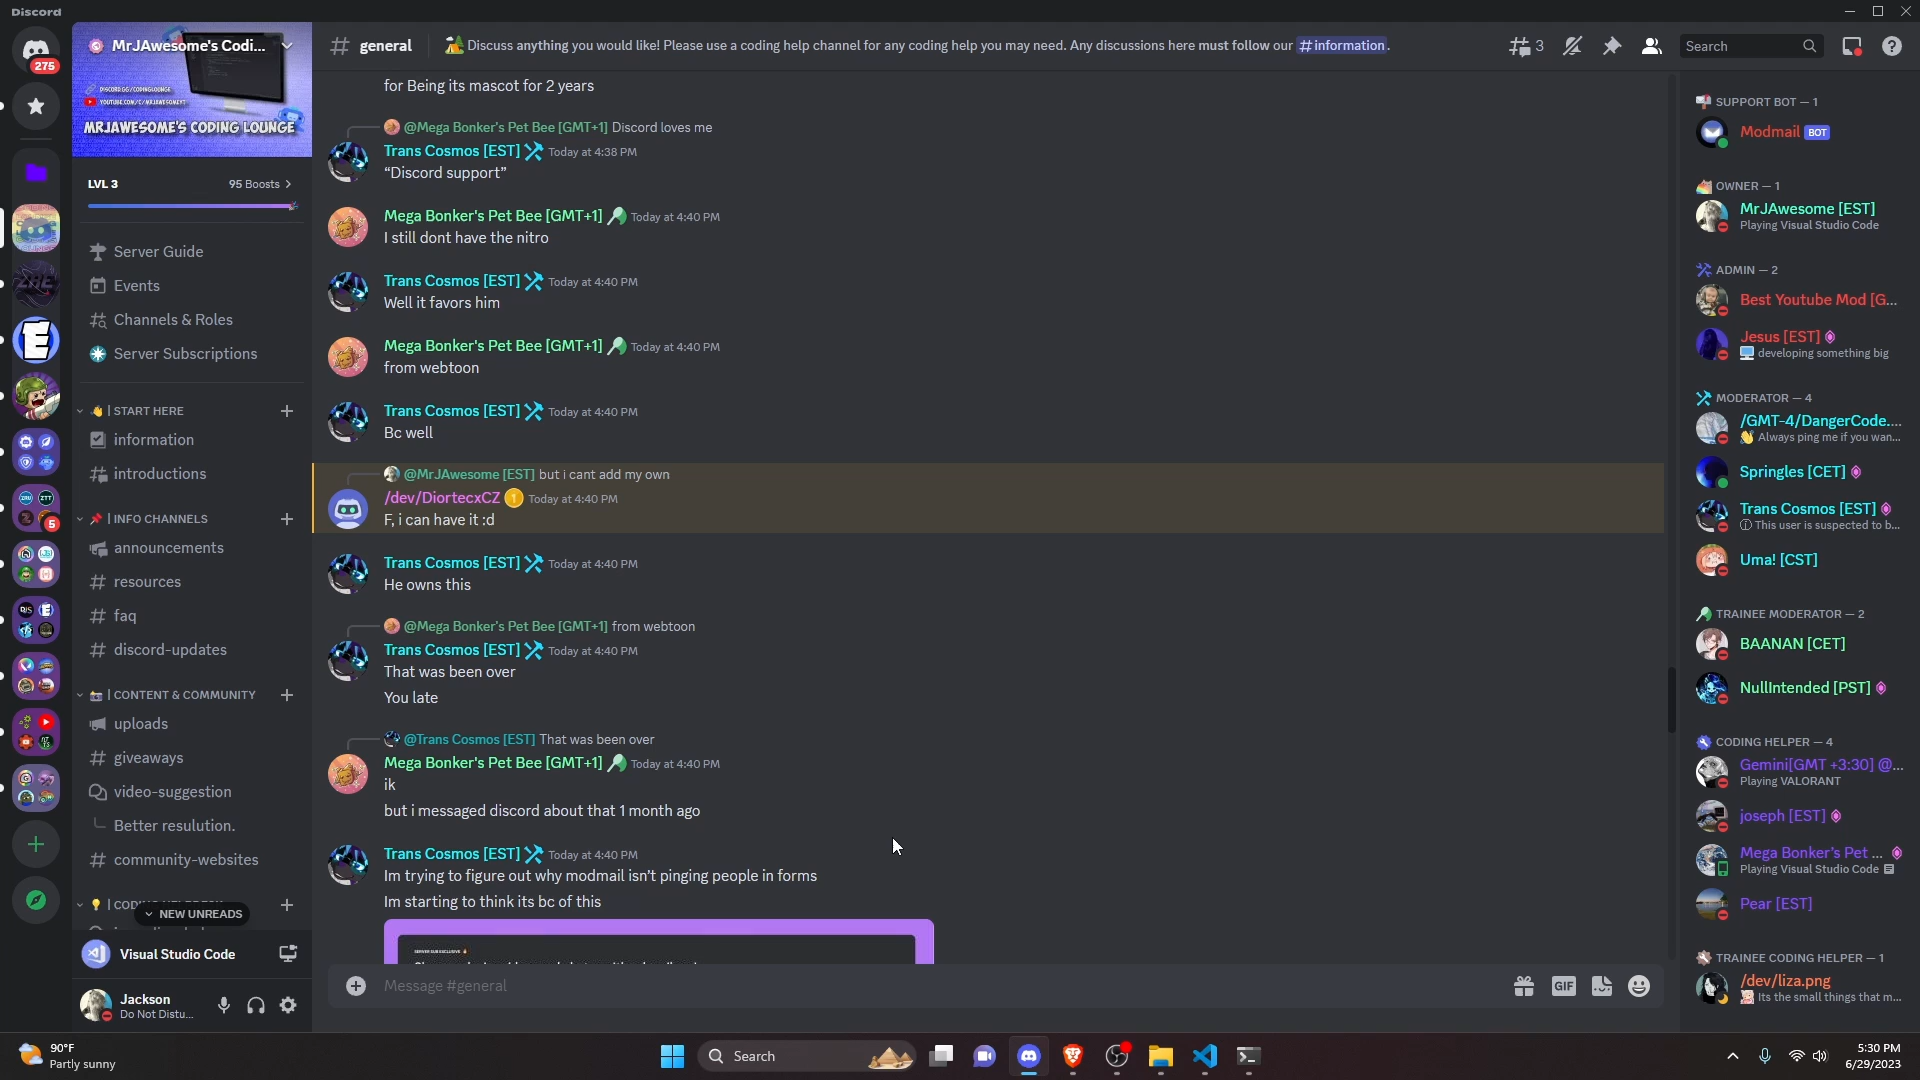 Discord
MrJAwesome's Codi...
DISCORD.GG/CODINGLOUNGE
YOUTUBE.COM/C/MRJAWESOMEYT
MRJAWESOME'S CODING LOUNGE
LVL 3
95 Boosts
Server Guide
Events
Channels & Roles
Server Subscriptions
| START HERE
information
introductions
| INFO CHANNELS
announcements
resources
faq
discord-updates
| CONTENT & COMMUNITY
uploads
giveaways
video-suggestion
Better resulution.
community-websites
NEW UNREADS
Visual Studio Code
Jackson
Do Not Distu...
275
5
general
Discuss anything you would like! Please use a coding help channel for any coding help you may need. Any discussions here must follow our #information.
3
Search
for Being its mascot for 2 years
@Mega Bonker's Pet Bee [GMT+1] Discord loves me
Trans Cosmos [EST] Today at 4:38 PM
“Discord support”
Mega Bonker's Pet Bee [GMT+1] Today at 4:40 PM
I still dont have the nitro
Trans Cosmos [EST] Today at 4:40 PM
Well it favors him
Mega Bonker's Pet Bee [GMT+1] Today at 4:40 PM
from webtoon
Trans Cosmos [EST] Today at 4:40 PM
Bc well
@MrJAwesome [EST] but i cant add my own
/dev/DiortecxCZ Today at 4:40 PM
F, i can have it :d
Trans Cosmos [EST] Today at 4:40 PM
He owns this
@Mega Bonker's Pet Bee [GMT+1] from webtoon
Trans Cosmos [EST] Today at 4:40 PM
That was been over
You late
@Trans Cosmos [EST] That was been over
Mega Bonker's Pet Bee [GMT+1] Today at 4:40 PM
ik
but i messaged discord about that 1 month ago
Trans Cosmos [EST] Today at 4:40 PM
Im trying to figure out why modmail isn’t pinging people in forms
Im starting to think its bc of this
SERVER SUB EXCLUSIVE
Message #general
GIF
SUPPORT BOT — 1
Modmail BOT
OWNER — 1
MrJAwesome [EST]
Playing Visual Studio Code
ADMIN — 2
Best Youtube Mod [G...
Jesus [EST]
developing something big
MODERATOR — 4
/GMT-4/DangerCode....
Always ping me if you wan...
Springles [CET]
Trans Cosmos [EST]
This user is suspected to b...
Uma! [CST]
TRAINEE MODERATOR — 2
BAANAN [CET]
NullIntended [PST]
CODING HELPER — 4
Gemini[GMT +3:30] @...
Playing VALORANT
joseph [EST]
Mega Bonker's Pet ...
Playing Visual Studio Code
Pear [EST]
TRAINEE CODING HELPER — 1
/dev/liza.png
Its the small things that m...
90°F
Partly sunny
Search
5:30 PM
6/29/2023